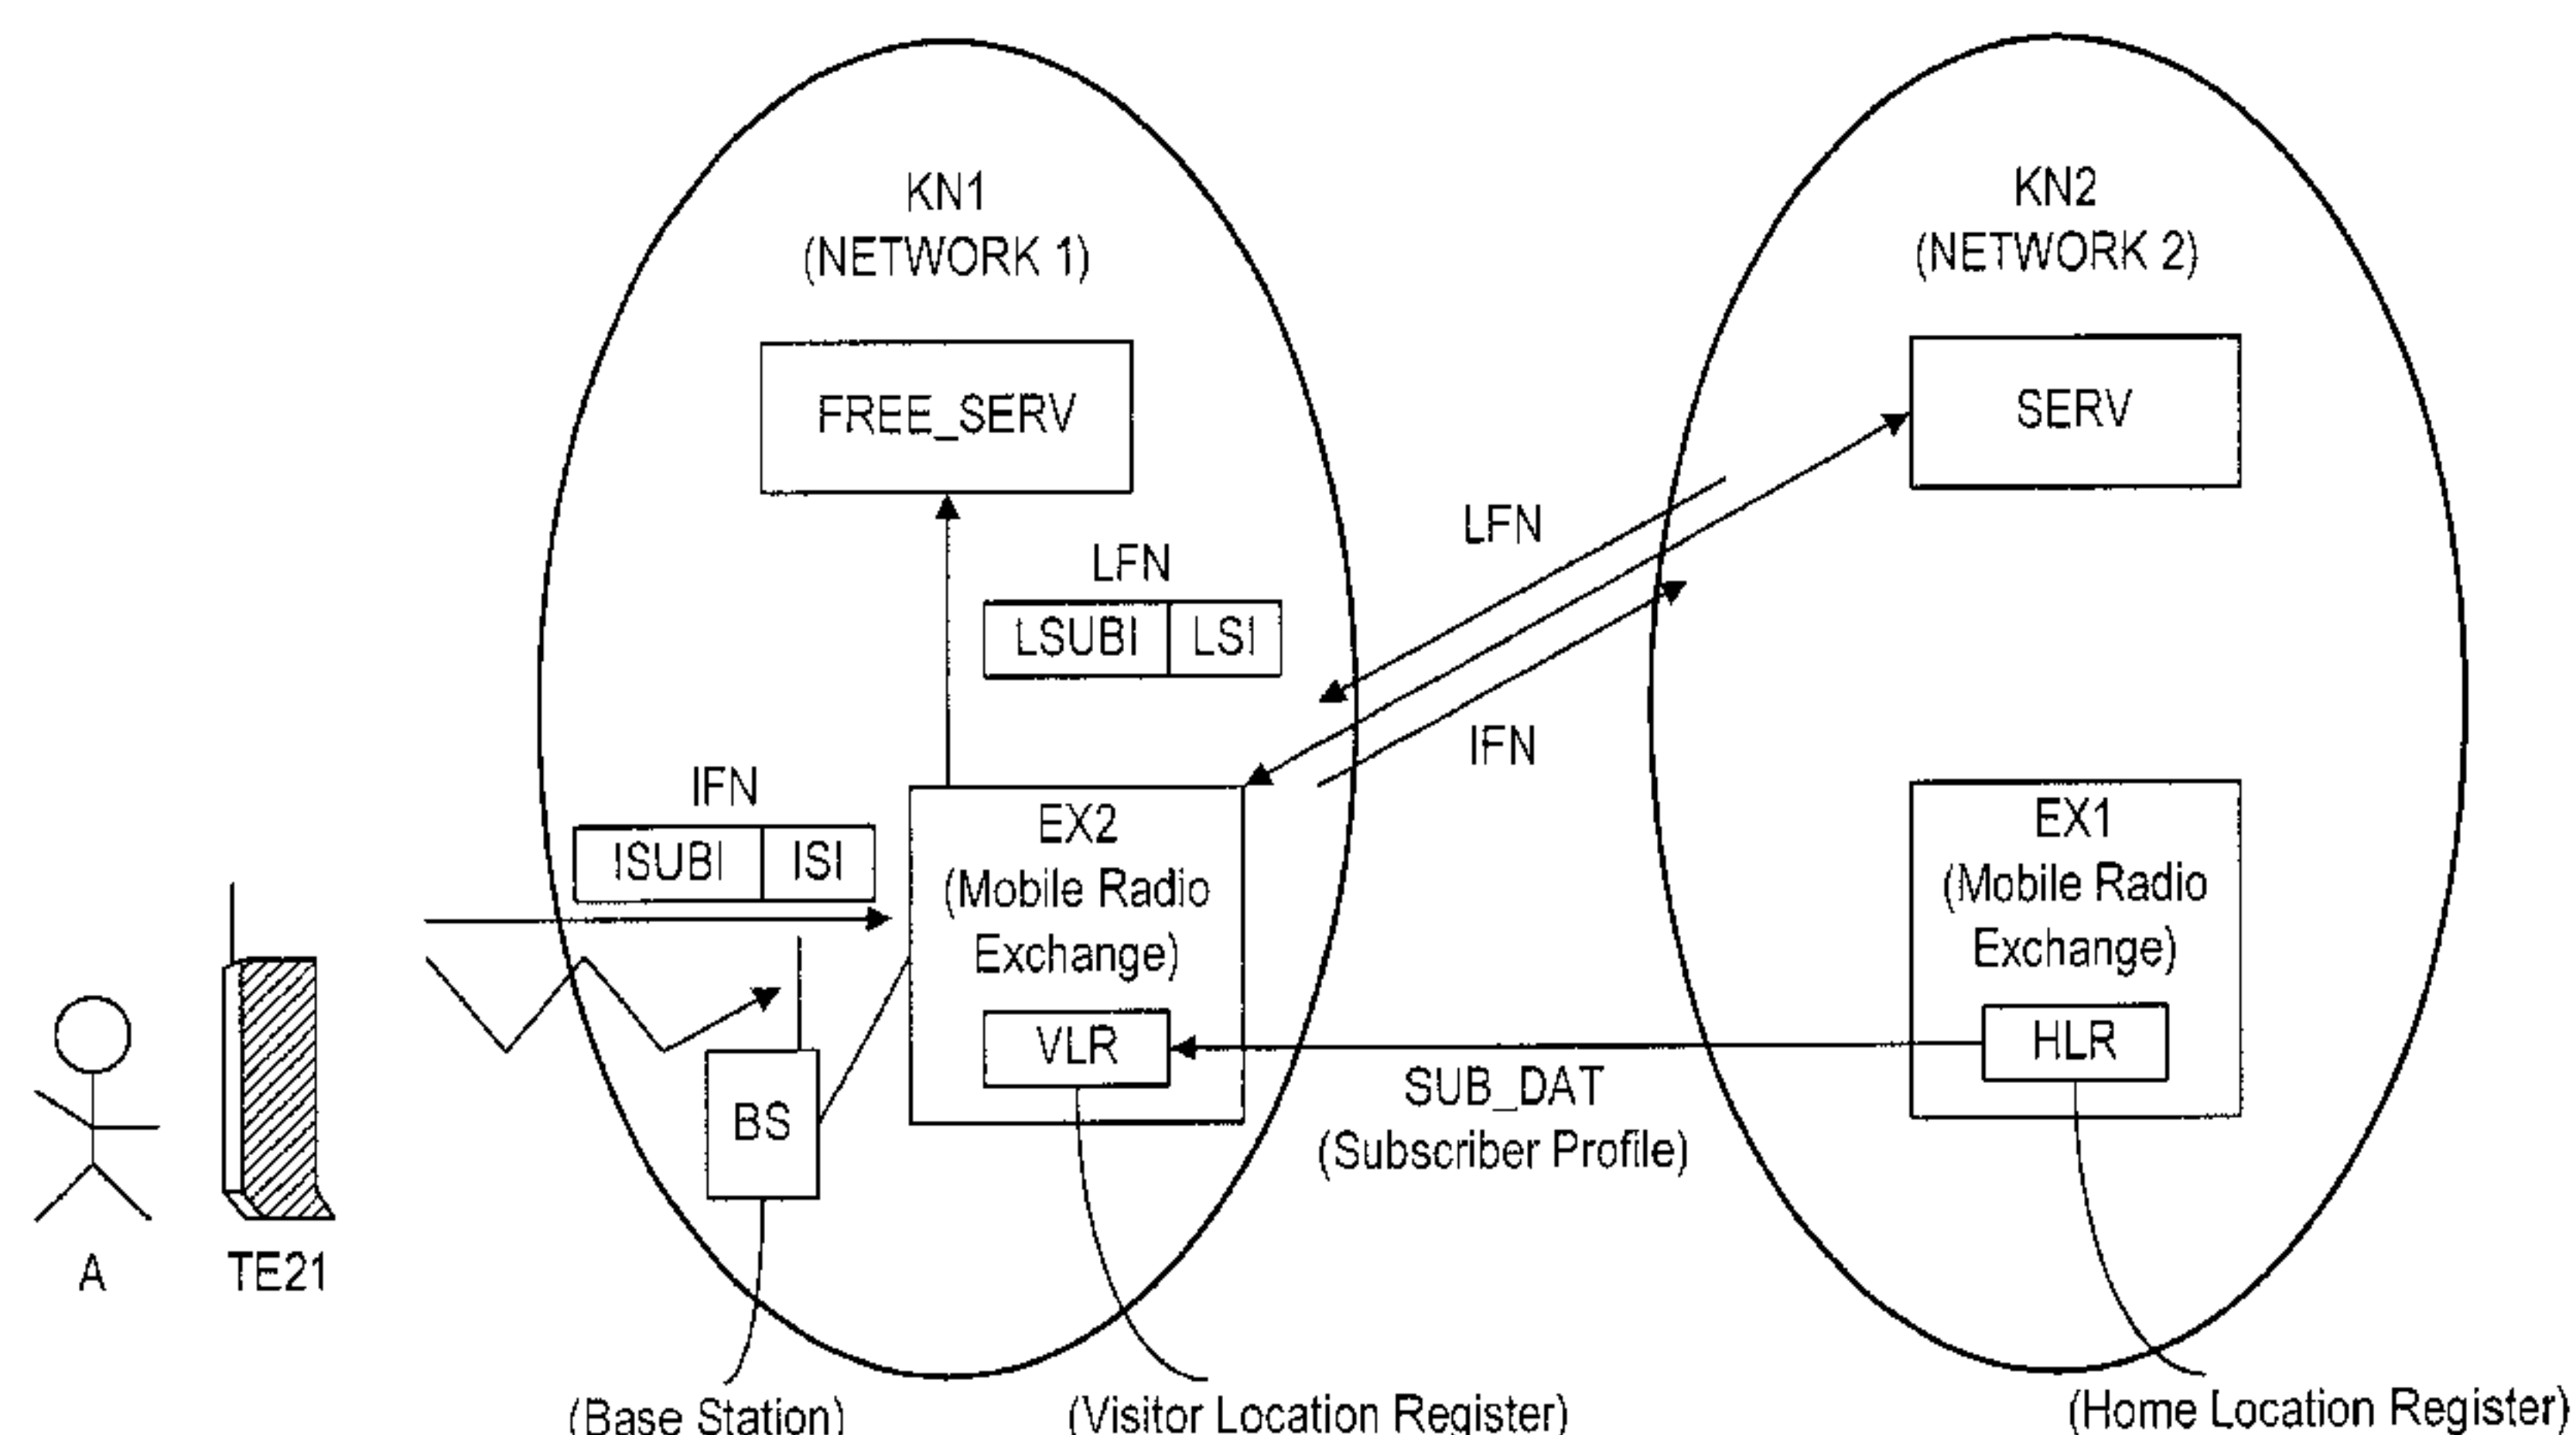 KN1
(NETWORK 1)
KN2
(NETWORK 2)
FREE_SERV
SERV
LFN
LFN
LSUBI LSI
IFN
IFN
ISUBI ISI
EX2
(Mobile Radio
Exchange)
VLR
EX1
(Mobile Radio
Exchange)
HLR
BS
SUB_DAT
(Subscriber Profile)
A
TE21
(Base Station)
(Visitor Location Register)
(Home Location Register)